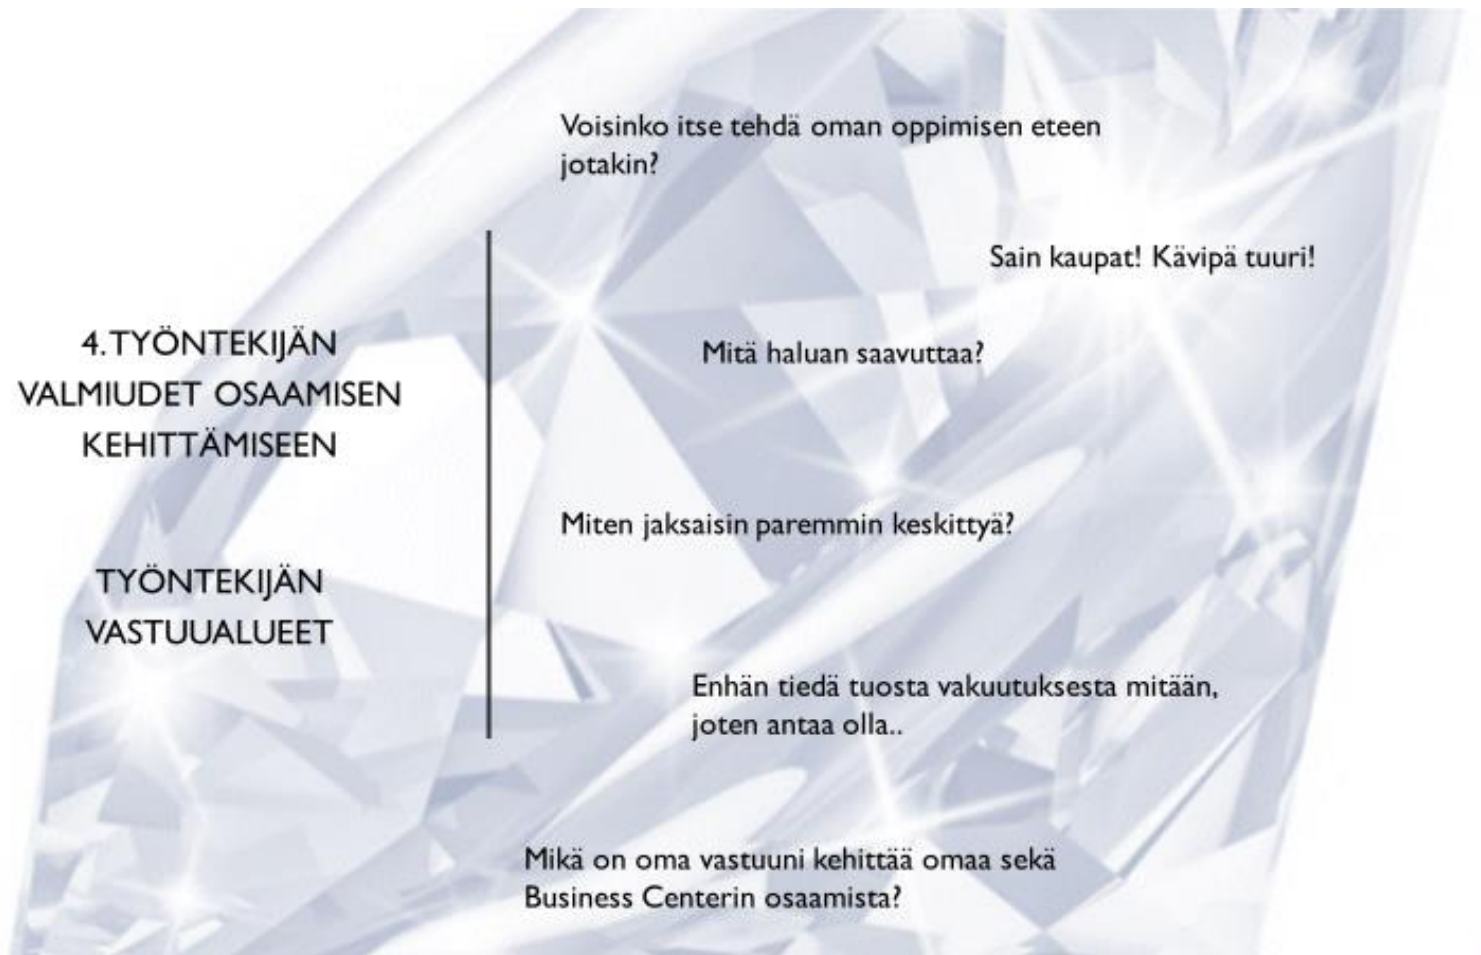 4. TYÖNTEKIJÄN
VALMIUDET OSAAMISEN
KEHITTÄMISEEN
TYÖNTEKIJÄN
VASTUUALUEET
Voisinko itse tehdä oman oppimisen eteen
jotakin?
Sain kaupat! Kävipä tuuri!
Mitä haluan saavuttaa?
Miten jaksaisin paremmin keskittyä?
Enhän tiedä tuosta vakuutuksesta mitään,
joten antaa olla..
Mikä on oma vastuuni kehittää omaa sekä
Business Centerin osaamista?